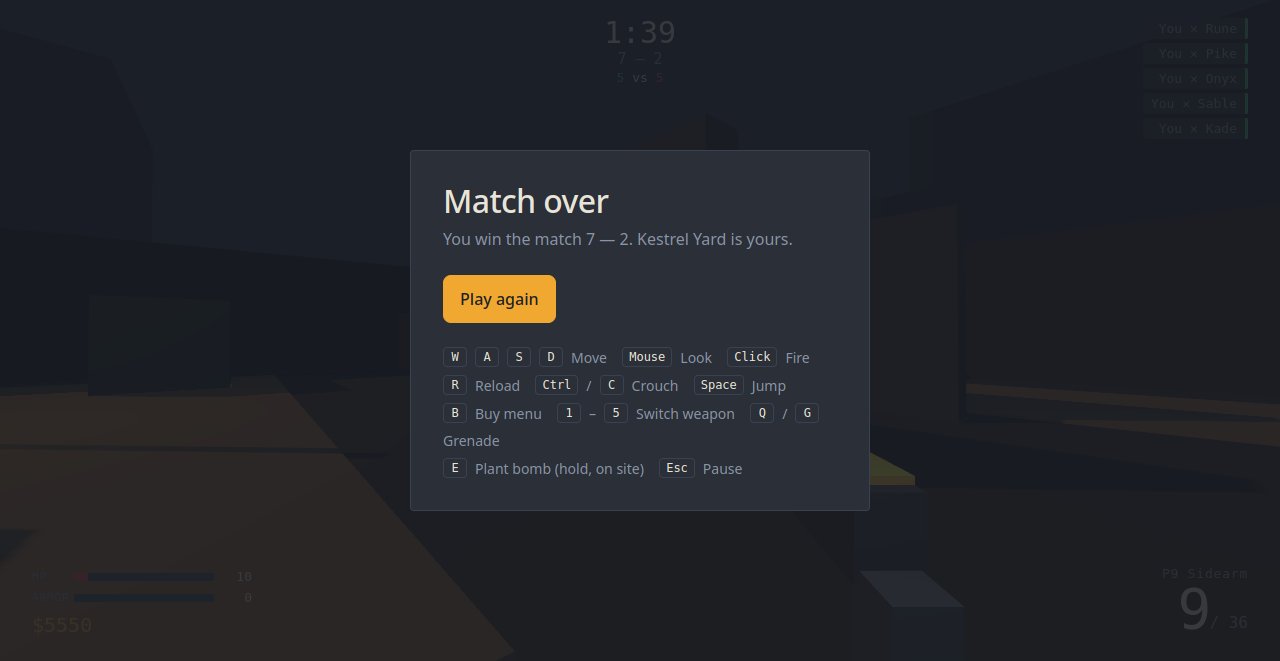 1:39
7 — 2
5 vs 5
You × Rune
You × Pike
You × Onyx
You × Sable
You × Kade
Match over
You win the match 7 — 2. Kestrel Yard is yours.
Play again
W A S D Move Mouse Look Click Fire
R Reload Ctrl / C Crouch Space Jump
B Buy menu 1 – 5 Switch weapon Q / G
Grenade
E Plant bomb (hold, on site) Esc Pause
HP 10
ARMOR 0
$5550
P9 Sidearm
9 / 36